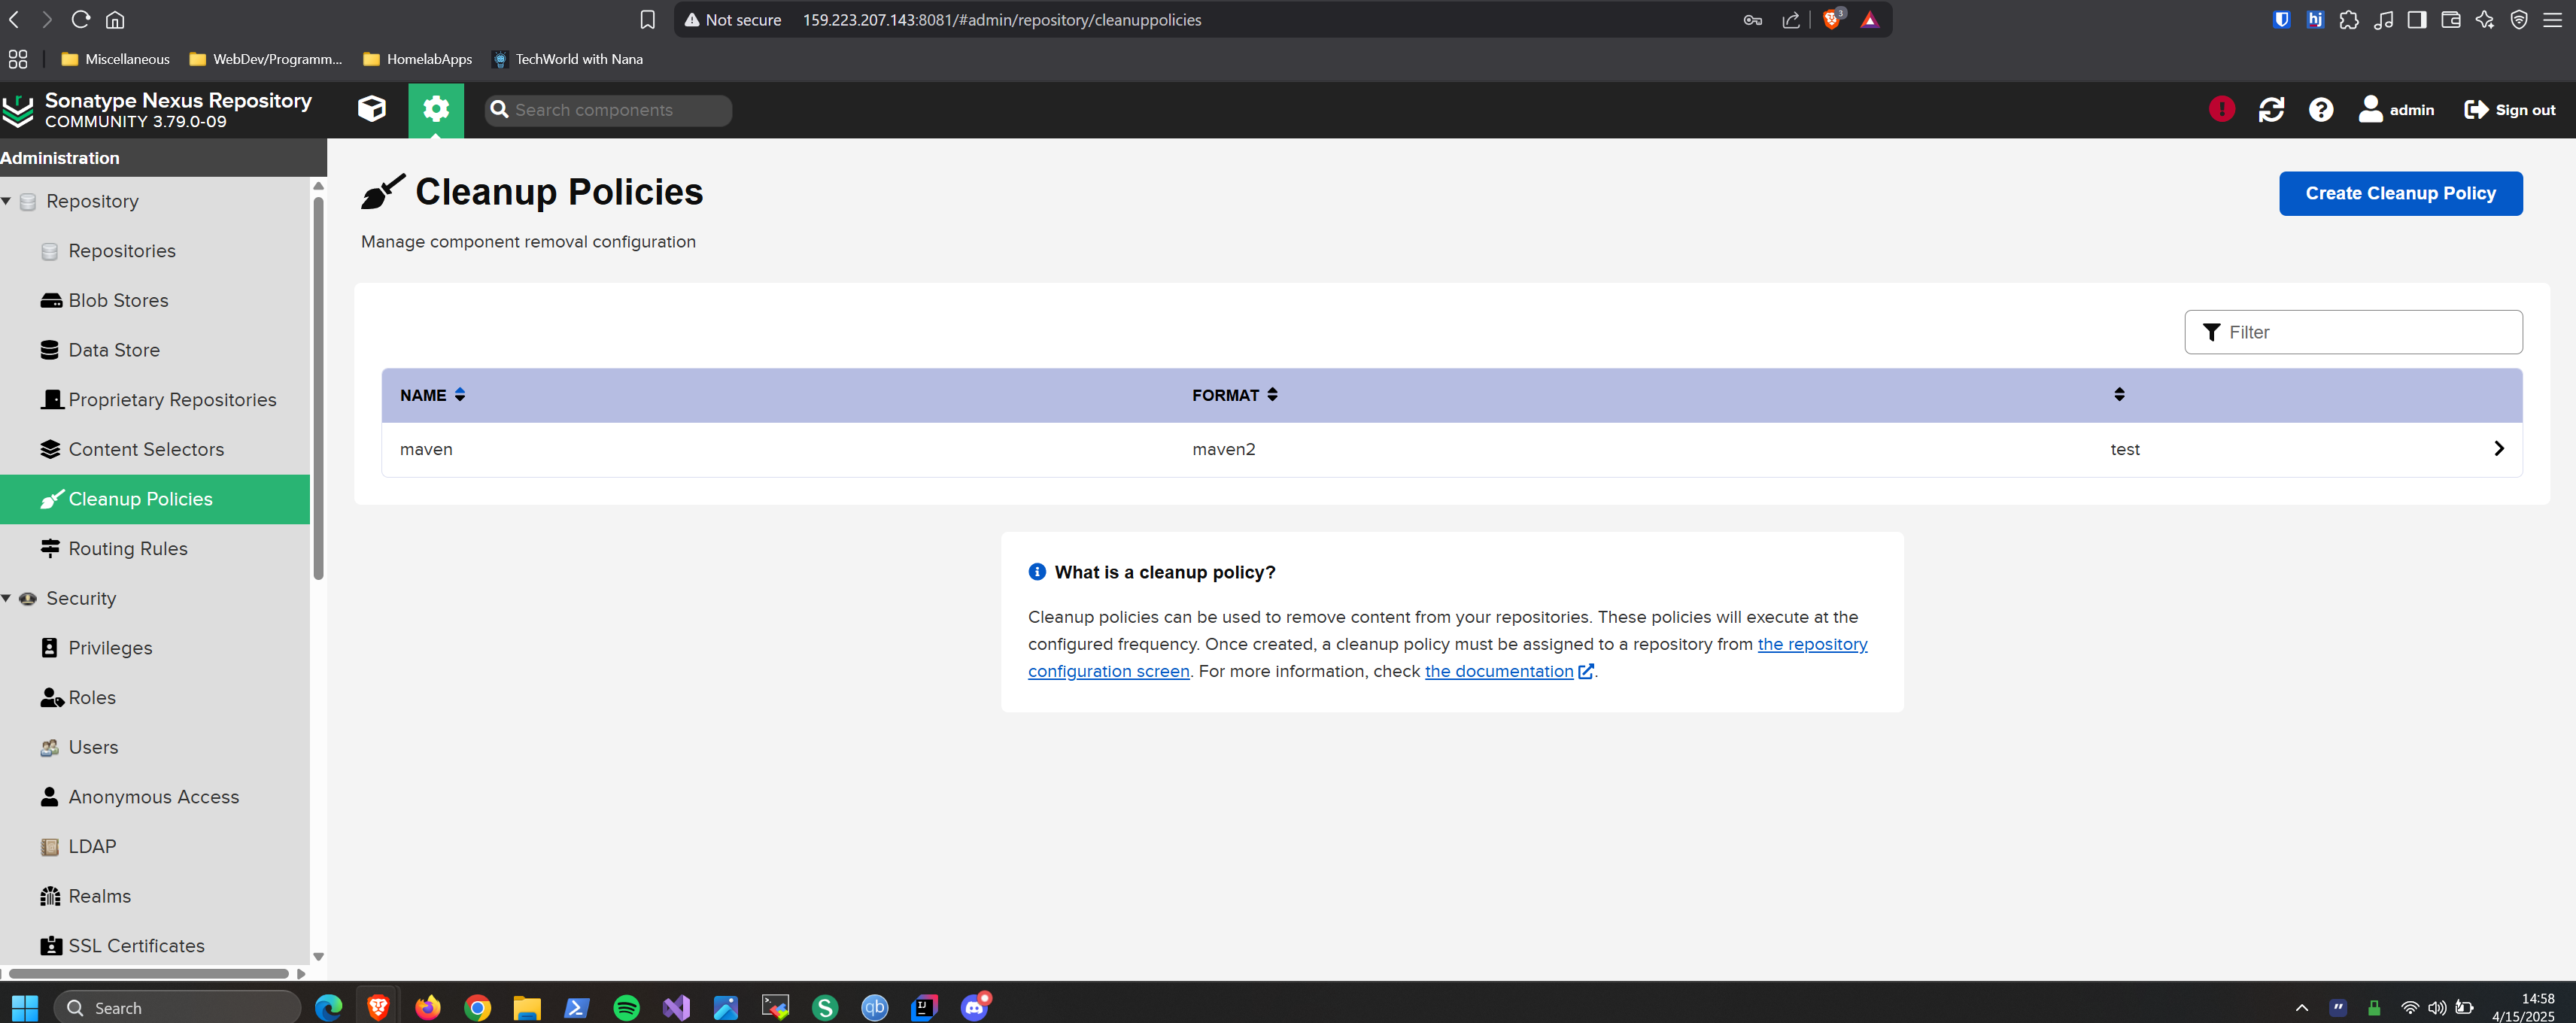 Not secure 159.223.207.143:8081/#admin/repository/cleanuppolicies
3
hj
Miscellaneous
WebDev/Programm...
HomelabApps
TechWorld with Nana
Sonatype Nexus Repository
COMMUNITY 3.79.0-09
Search components
admin
Sign out
Administration
Repository
Repositories
Blob Stores
Data Store
Proprietary Repositories
Content Selectors
Cleanup Policies
Routing Rules
Security
Privileges
Roles
Users
Anonymous Access
LDAP
Realms
SSL Certificates
Cleanup Policies
Create Cleanup Policy
Manage component removal configuration
Filter
NAME FORMAT
maven maven2 test
What is a cleanup policy?
Cleanup policies can be used to remove content from your repositories. These policies will execute at the
configured frequency. Once created, a cleanup policy must be assigned to a repository from the repository
configuration screen. For more information, check the documentation.
Search
S
qb
IJ
14:58
4/15/2025